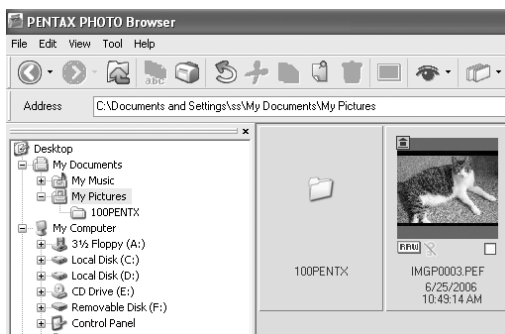 PENTAX PHOTO Browser
File Edit View Tool Help
abc
Address C:\Documents and Settings\ss\My Documents\My Pictures
x
Desktop
My Documents
My Music
My Pictures
100PENTX
My Computer
3½ Floppy (A:)
Local Disk (C:)
Local Disk (D:)
CD Drive (E:)
Removable Disk (F:)
Control Panel
100PENTX
RAW
IMGP0003.PEF
6/25/2006
10:49:14 AM